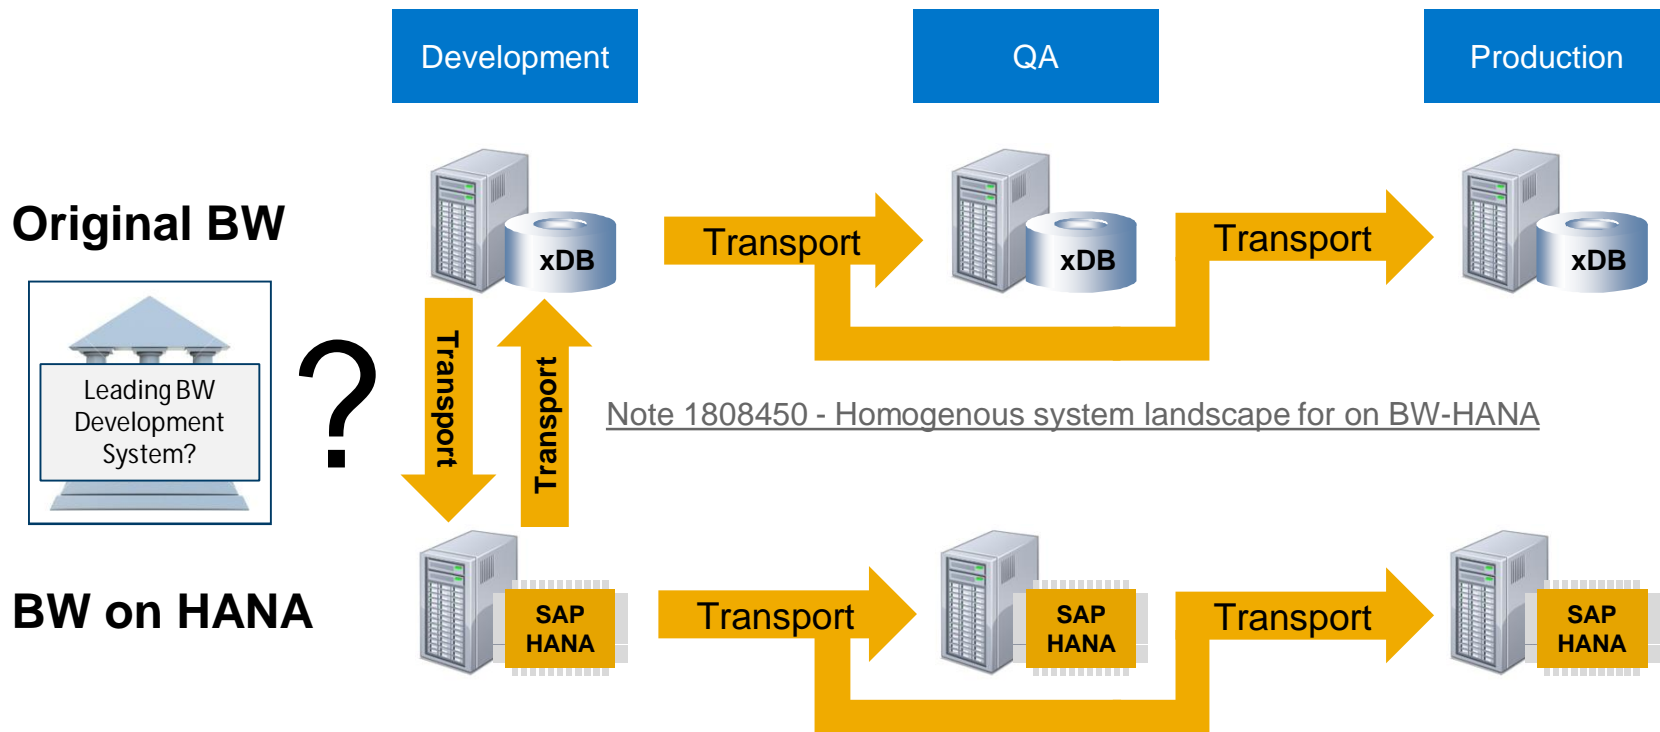 Development
QA
Production
Original BW
xDB
Transport
xDB
Transport
xDB
Leading BW
Development
System?
?
Transport
Transport
Note 1808450 - Homogenous system landscape for on BW-HANA
BW on HANA
SAP
HANA
Transport
SAP
HANA
Transport
SAP
HANA